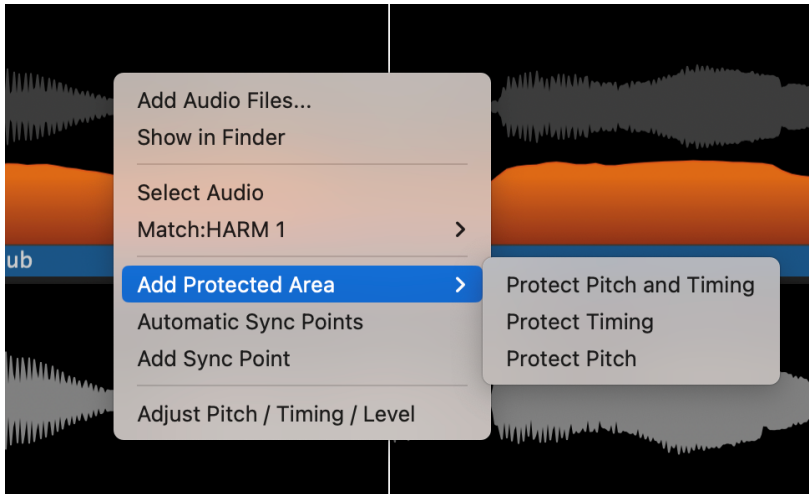 Add Audio Files...
Show in Finder
Select Audio
Match:HARM 1
ub
Add Protected Area
Protect Pitch and Timing
Automatic Sync Points
Protect Timing
Add Sync Point
Protect Pitch
Adjust Pitch / Timing / Level